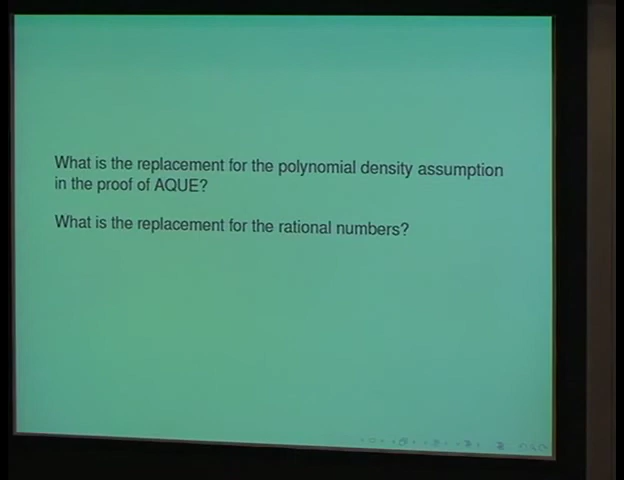 What is the replacement for the polynomial density assumption
in the proof of AQUE?
What is the replacement for the rational numbers?